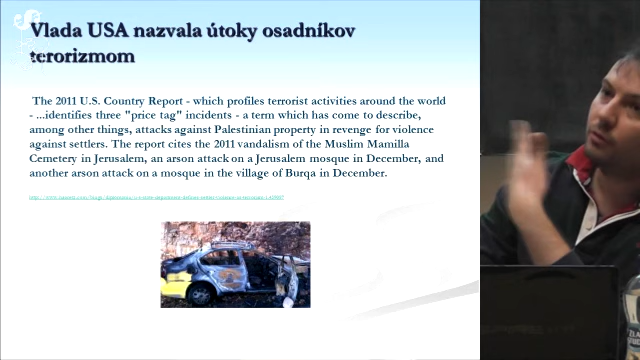 Vlada USA nazvala útoky osadníkov
terorizmom
The 2011 U.S. Country Report - which profiles terrorist activities around the world
- ...identifies three "price tag" incidents - a term which has come to describe,
among other things, attacks against Palestinian property in revenge for violence
against settlers. The report cites the 2011 vandalism of the Muslim Mamilla
Cemetery in Jerusalem, an arson attack on a Jerusalem mosque in December, and
another arson attack on a mosque in the village of Burqa in December.